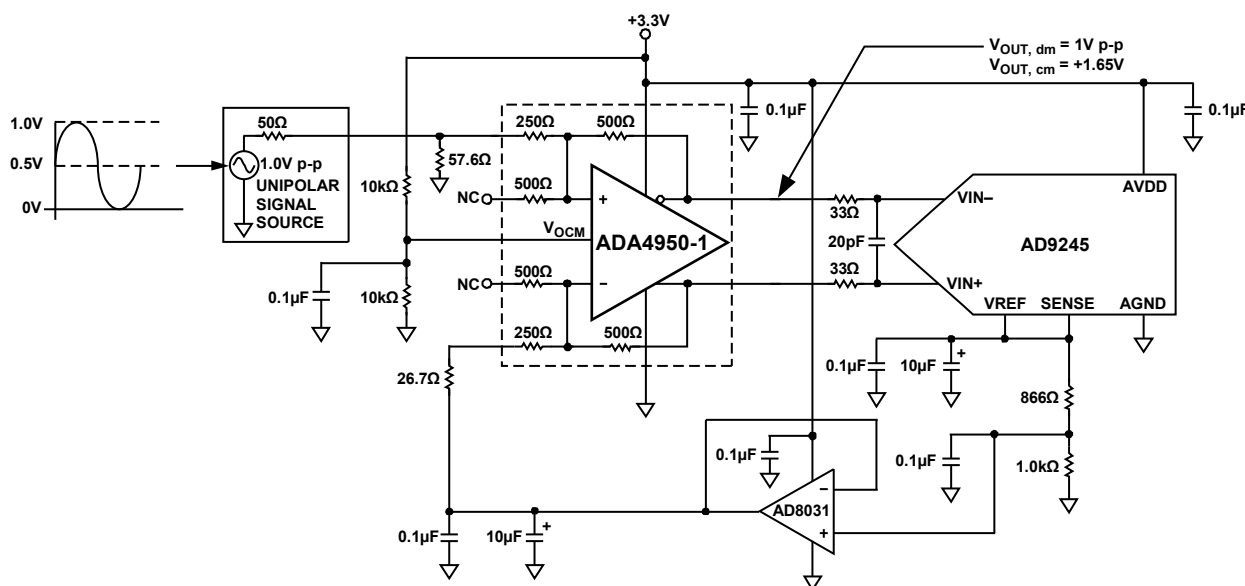 +3.3V
V_OUT, dm = 1V p-p
V_OUT, cm = +1.65V
0.1µF
0.1µF
1.0V
0.5V
0V
50Ω
1.0V p-p
UNIPOLAR
SIGNAL
SOURCE
57.6Ω
10kΩ
250Ω
500Ω
NC
500Ω
+
V_OCM
ADA4950-1
0.1µF
10kΩ
NC
500Ω
−
250Ω
500Ω
33Ω
20pF
33Ω
VIN−
AVDD
AD9245
VIN+
VREF
SENSE
AGND
26.7Ω
0.1µF
10µF
+
866Ω
0.1µF
0.1µF
1.0kΩ
−
AD8031
+
0.1µF
10µF
+